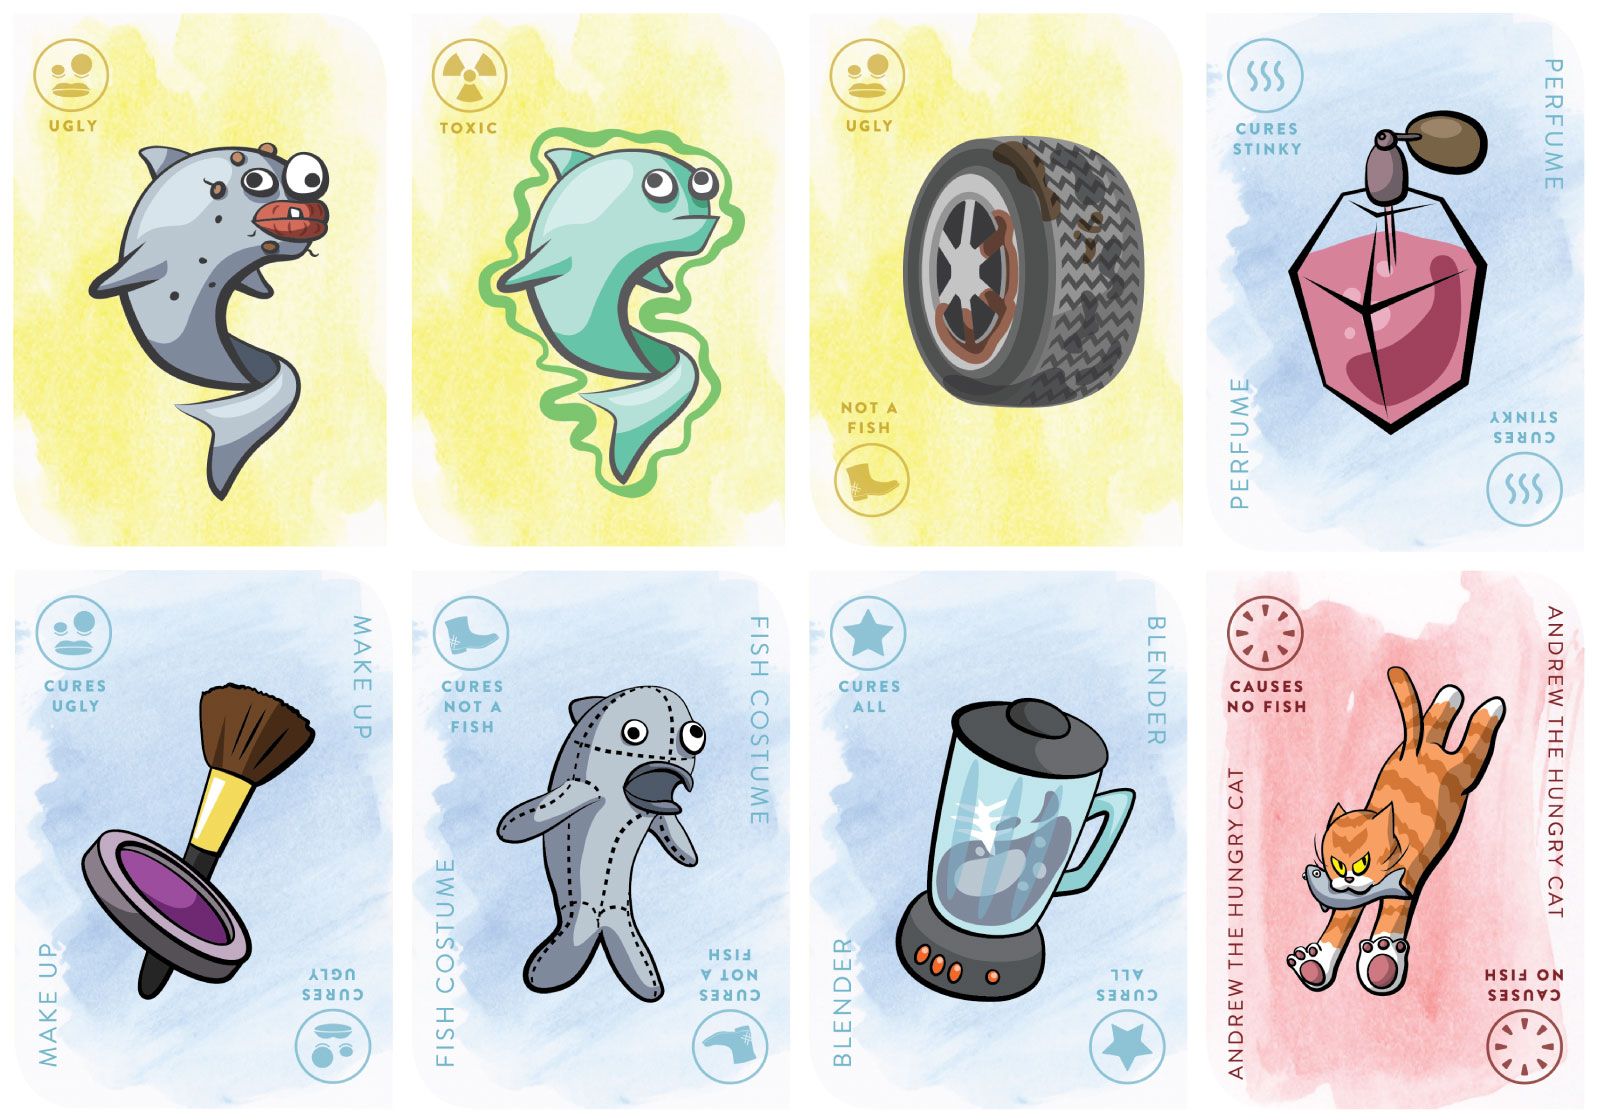 UGLY
TOXIC
UGLY
NOT A
FISH
CURES
STINKY
PERFUME
PERFUME
CURES
STINKY
CURES
UGLY
MAKE UP
MAKE UP
CURES
UGLY
CURES
NOT A
FISH
FISH COSTUME
FISH COSTUME
CURES
NOT A
FISH
CURES
ALL
BLENDER
BLENDER
CURES
ALL
CAUSES
NO FISH
ANDREW THE HUNGRY CAT
ANDREW THE HUNGRY CAT
CAUSES
NO FISH